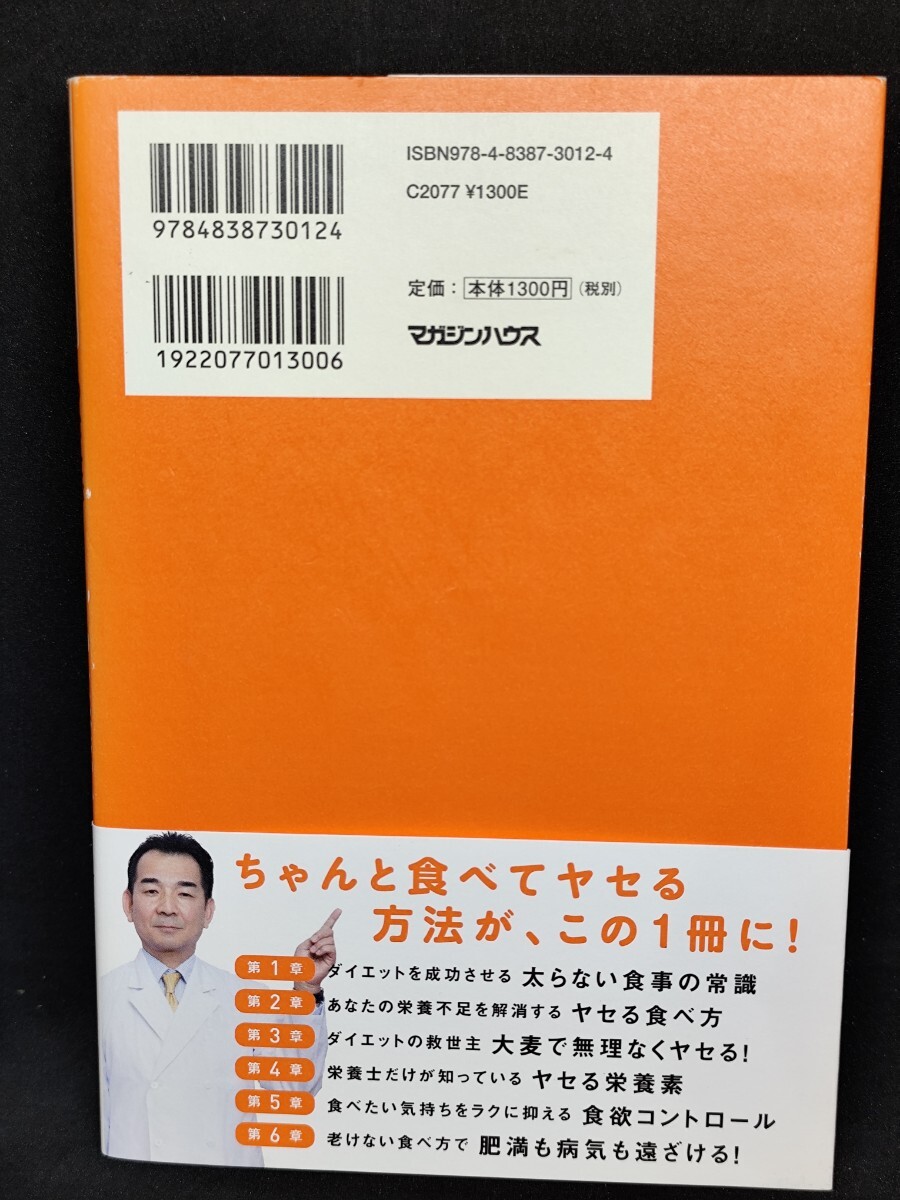 ISBN978-4-8387-3012-4
C2077 ¥1300E
9784838730124
定価：本体1300円（税別）
マガジンハウス
1922077013006
ちゃんと食べてヤセる
方法が、この1冊に！
第1章 ダイエットを成功させる 太らない食事の常識
第2章 あなたの栄養不足を解消する ヤセる食べ方
第3章 ダイエットの救世主 大麦で無理なくヤセる！
第4章 栄養士だけが知っている ヤセる栄養素
第5章 食べたい気持ちをラクに抑える 食欲コントロール
第6章 老けない食べ方で 肥満も病気も遠ざける！